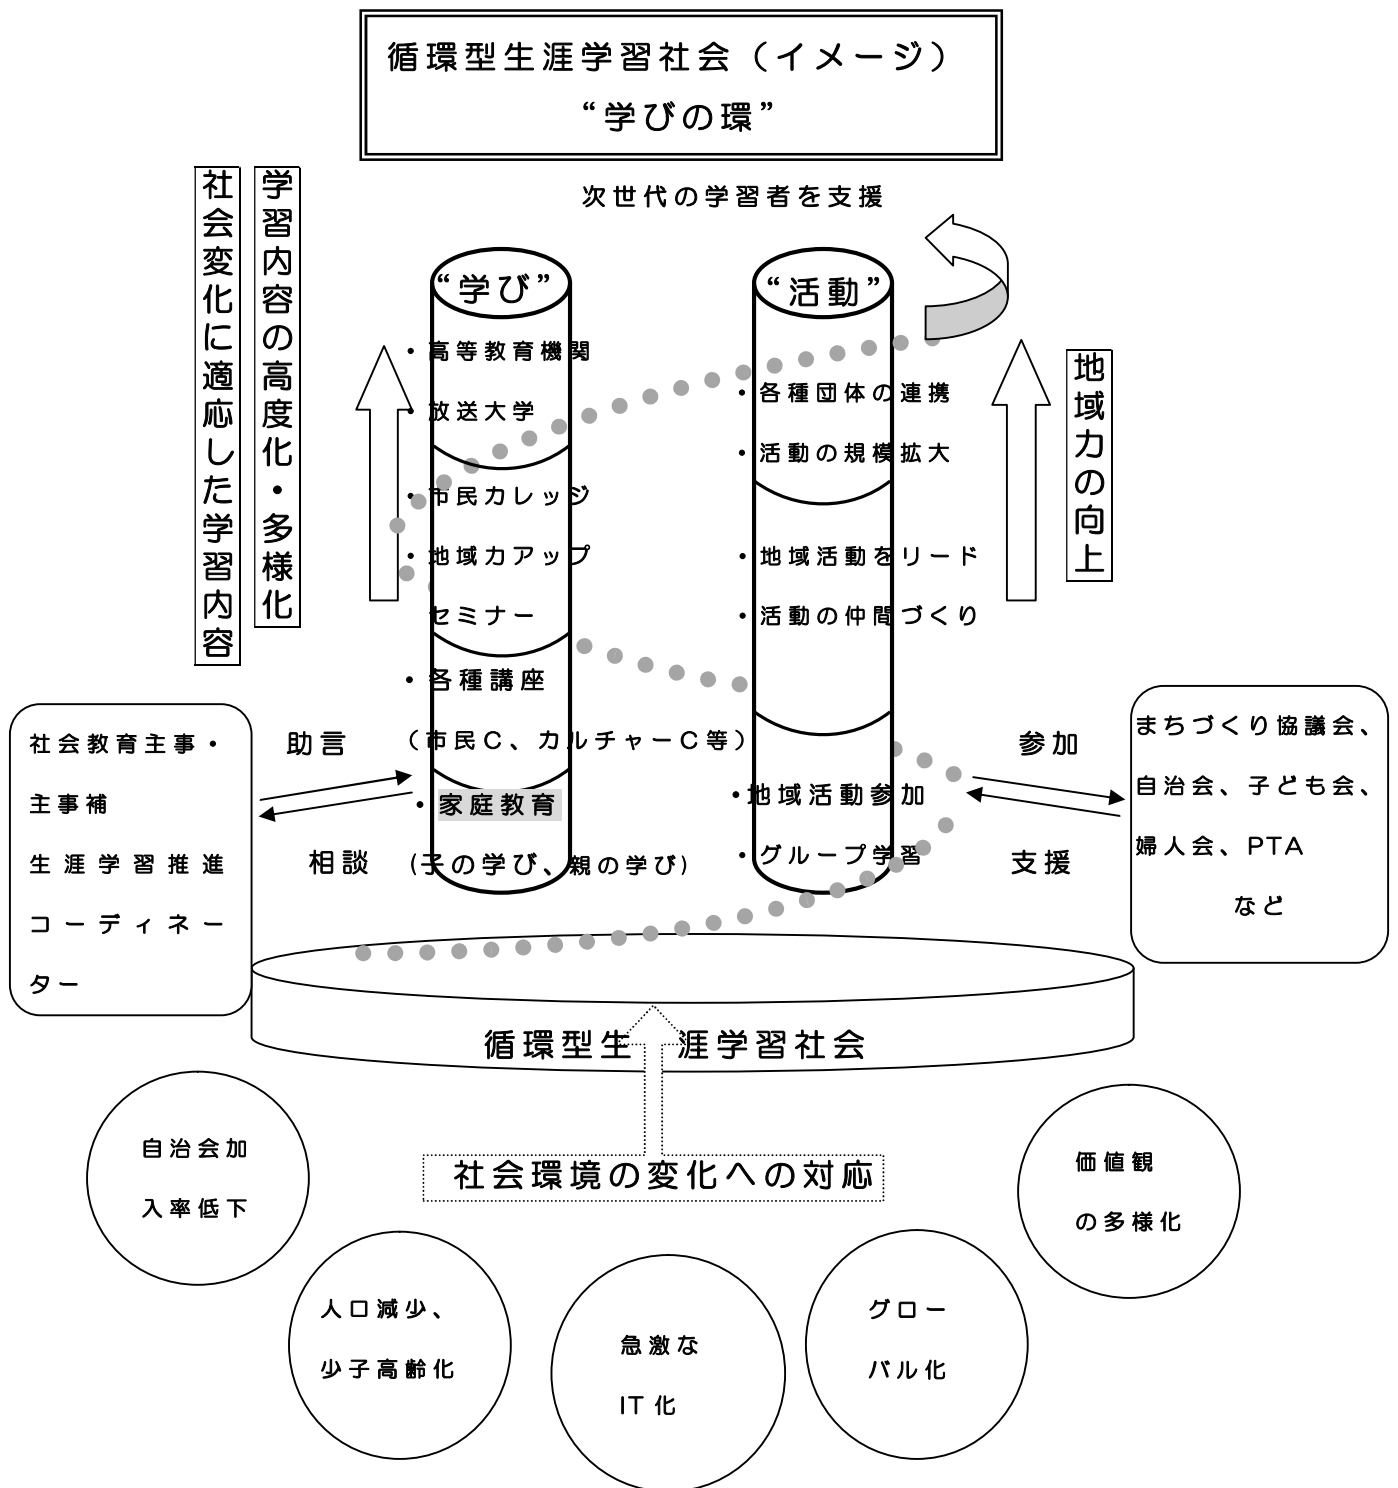 循環型生涯学習社会（イメージ）
“学びの環”
次世代の学習者を支援
社会変化に適応した学習内容
学習内容の高度化・多様化
“学び”
・高等教育機関
・放送大学
・市民カレッジ
・地域力アップ
セミナー
・各種講座
（市民C、カルチャーC等）
・家庭教育
(子の学び、親の学び)
“活動”
・各種団体の連携
・活動の規模拡大
・地域活動をリード
・活動の仲間づくり
・地域活動参加
・グループ学習
地域力の向上
社会教育主事・
主事補
生涯学習推進
コーディネー
ター
助言
相談
参加
支援
まちづくり協議会、
自治会、子ども会、
婦人会、PTA
など
循環型生涯学習社会
社会環境の変化への対応
自治会加
入率低下
人口減少、
少子高齢化
急激な
IT 化
グロー
バル化
価値観
の多様化